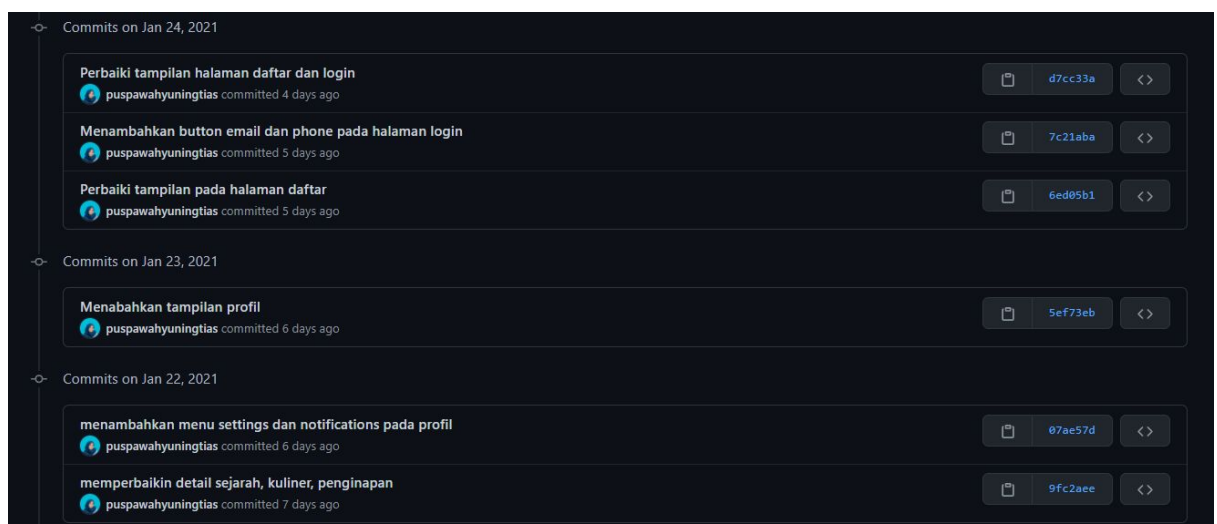 Commits on Jan 24, 2021
Perbaiki tampilan halaman daftar dan login
puspawahyuningtias committed 4 days ago
d7cc33a
Menambahkan button email dan phone pada halaman login
puspawahyuningtias committed 5 days ago
7c21aba
Perbaiki tampilan pada halaman daftar
puspawahyuningtias committed 5 days ago
6ed05b1
Commits on Jan 23, 2021
Menabahkan tampilan profil
puspawahyuningtias committed 6 days ago
5ef73eb
Commits on Jan 22, 2021
menambahkan menu settings dan notifications pada profil
puspawahyuningtias committed 6 days ago
07ae57d
memperbaikin detail sejarah, kuliner, penginapan
puspawahyuningtias committed 7 days ago
9fc2aee